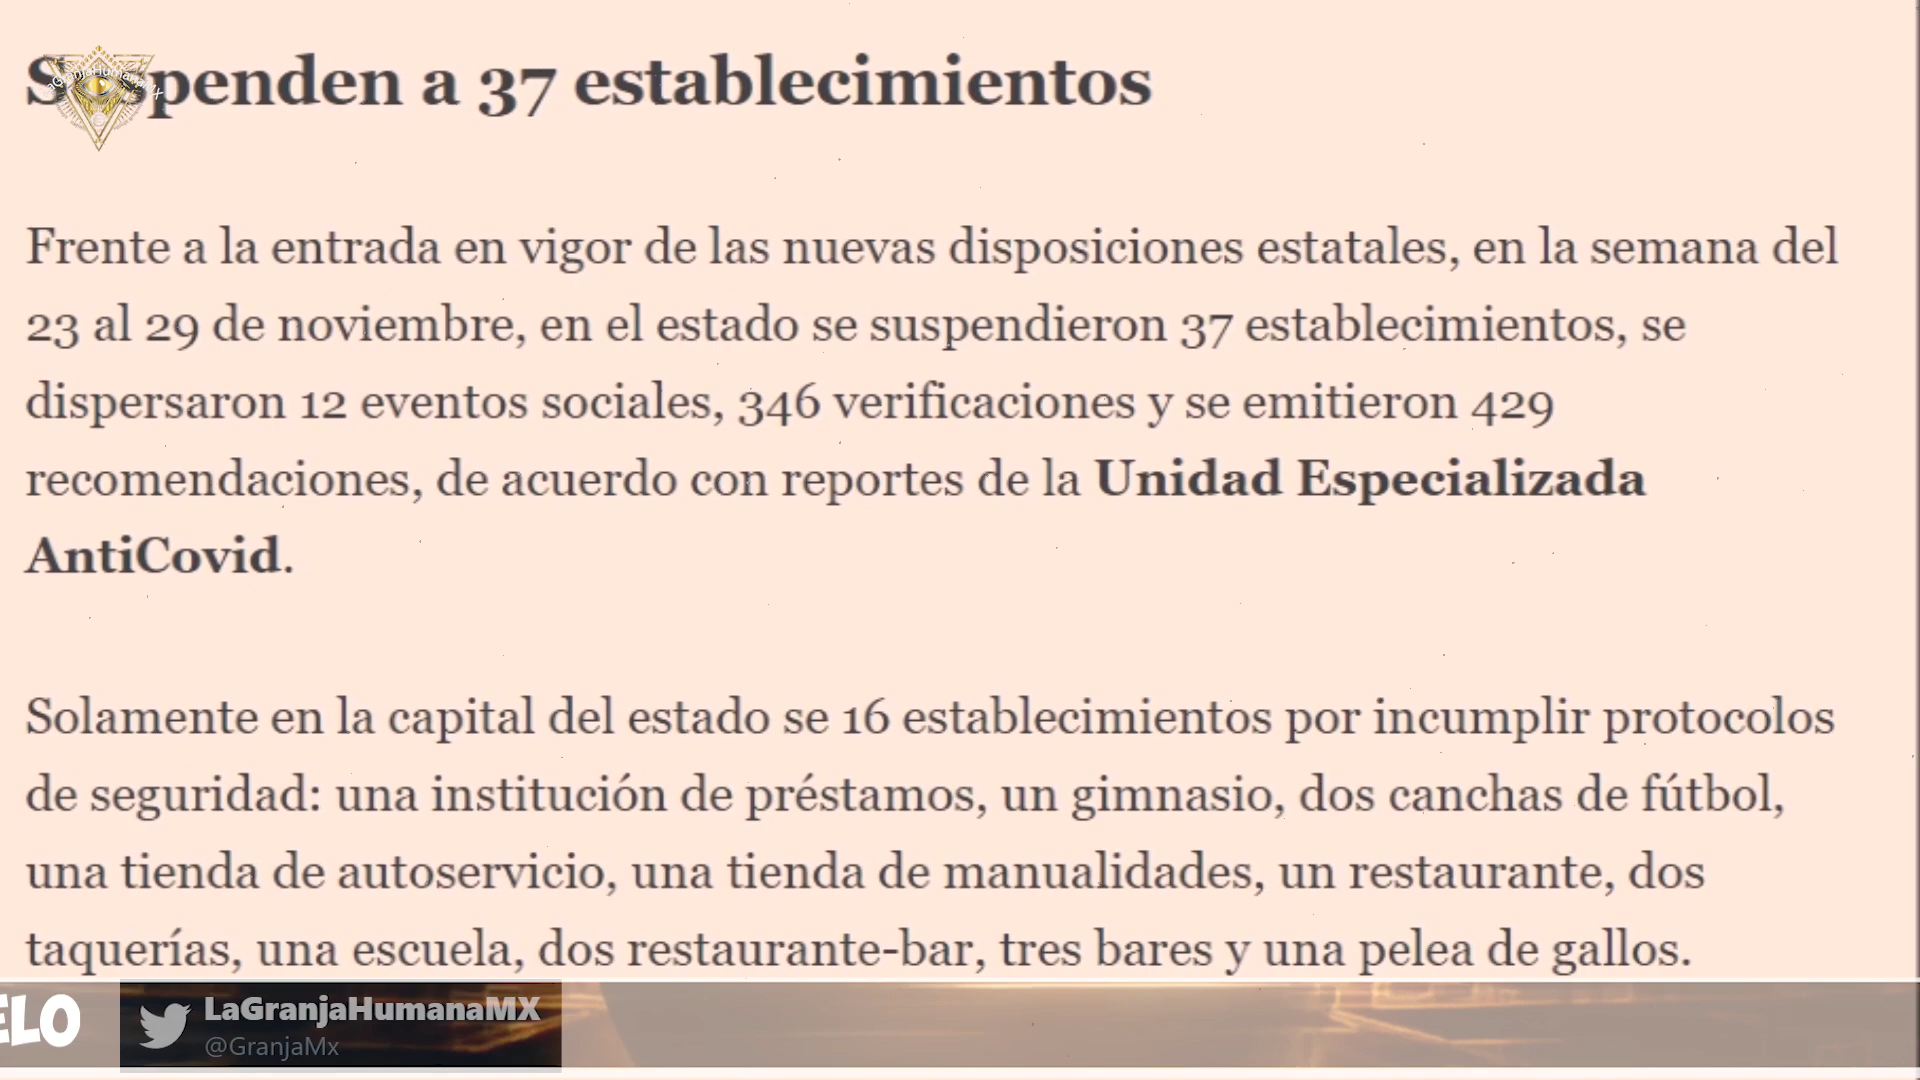 Suspenden a 37 establecimientos
LaGranjaHumanaMX
Frente a la entrada en vigor de las nuevas disposiciones estatales, en la semana del
23 al 29 de noviembre, en el estado se suspendieron 37 establecimientos, se
dispersaron 12 eventos sociales, 346 verificaciones y se emitieron 429
recomendaciones, de acuerdo con reportes de la Unidad Especializada
AntiCovid.
Solamente en la capital del estado se 16 establecimientos por incumplir protocolos
de seguridad: una institución de préstamos, un gimnasio, dos canchas de fútbol,
una tienda de autoservicio, una tienda de manualidades, un restaurante, dos
taquerías, una escuela, dos restaurante-bar, tres bares y una pelea de gallos.
ELO
LaGranjaHumanaMX
@GranjaMx